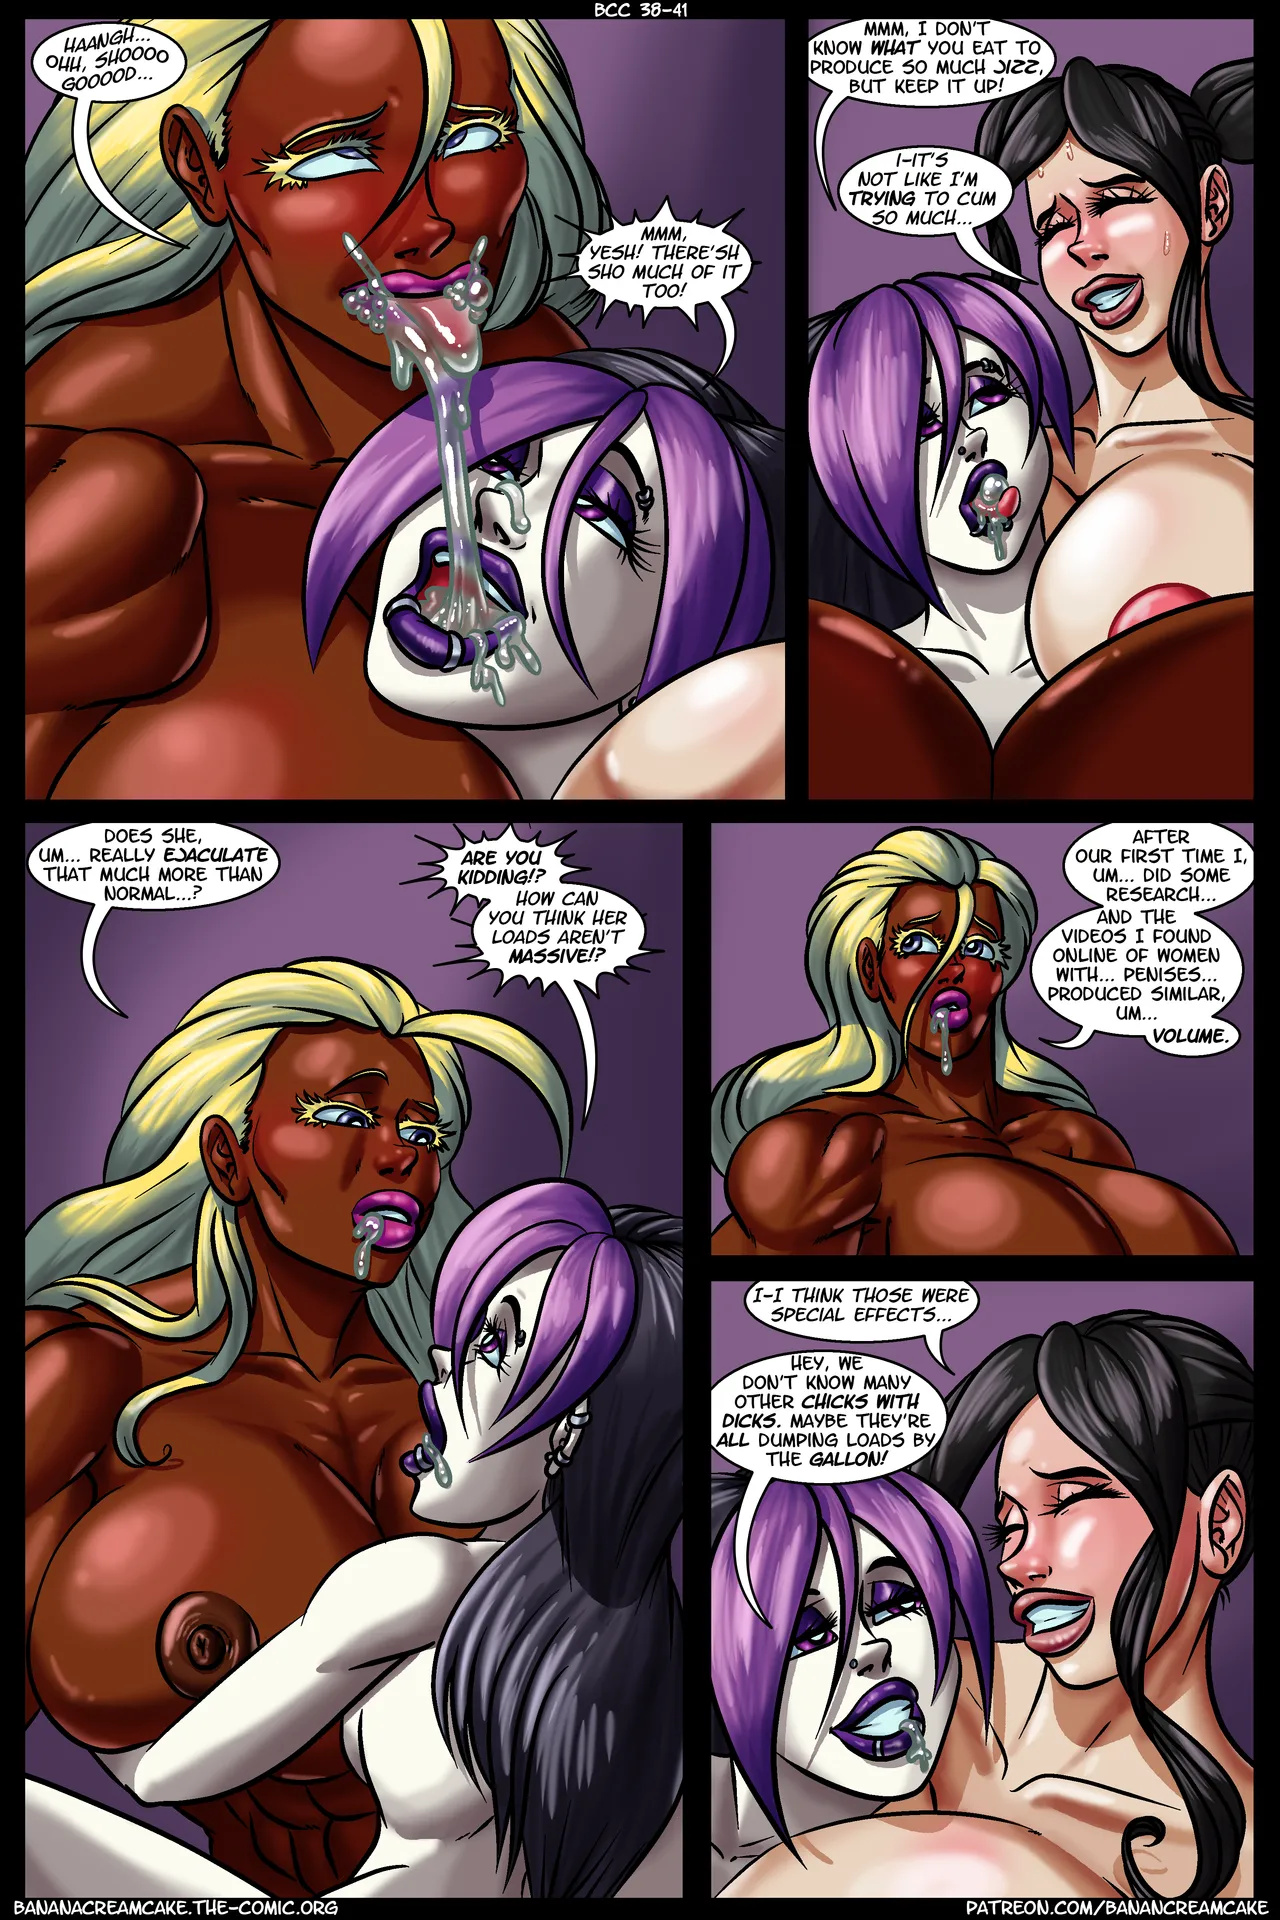 BCC 38-41
HAANGH...
OHH, SHOOOO
GOOOOD...
MMM,
YESH! THERE'SH
SHO MUCH OF IT
TOO!
MMM, I DON'T
KNOW WHAT YOU EAT TO
PRODUCE SO MUCH JIZZ,
BUT KEEP IT UP!
I-IT'S
NOT LIKE I'M
TRYING TO CUM
SO MUCH...
DOES SHE,
UM... REALLY EJACULATE
THAT MUCH MORE THAN
NORMAL...?
ARE YOU
KIDDING!?
HOW CAN
YOU THINK HER
LOADS AREN'T
MASSIVE!?
AFTER
OUR FIRST TIME I,
UM... DID SOME
RESEARCH...
AND THE
VIDEOS I FOUND
ONLINE OF WOMEN
WITH... PENISES...
PRODUCED SIMILAR,
UM...
VOLUME.
I-I THINK THOSE WERE
SPECIAL EFFECTS...
HEY, WE
DON'T KNOW MANY
OTHER CHICKS WITH
DICKS. MAYBE THEY'RE
ALL DUMPING LOADS BY
THE GALLON!
BANANACREAMCAKE.THE-COMIC.ORG
PATREON.COM/BANANCREAMCAKE